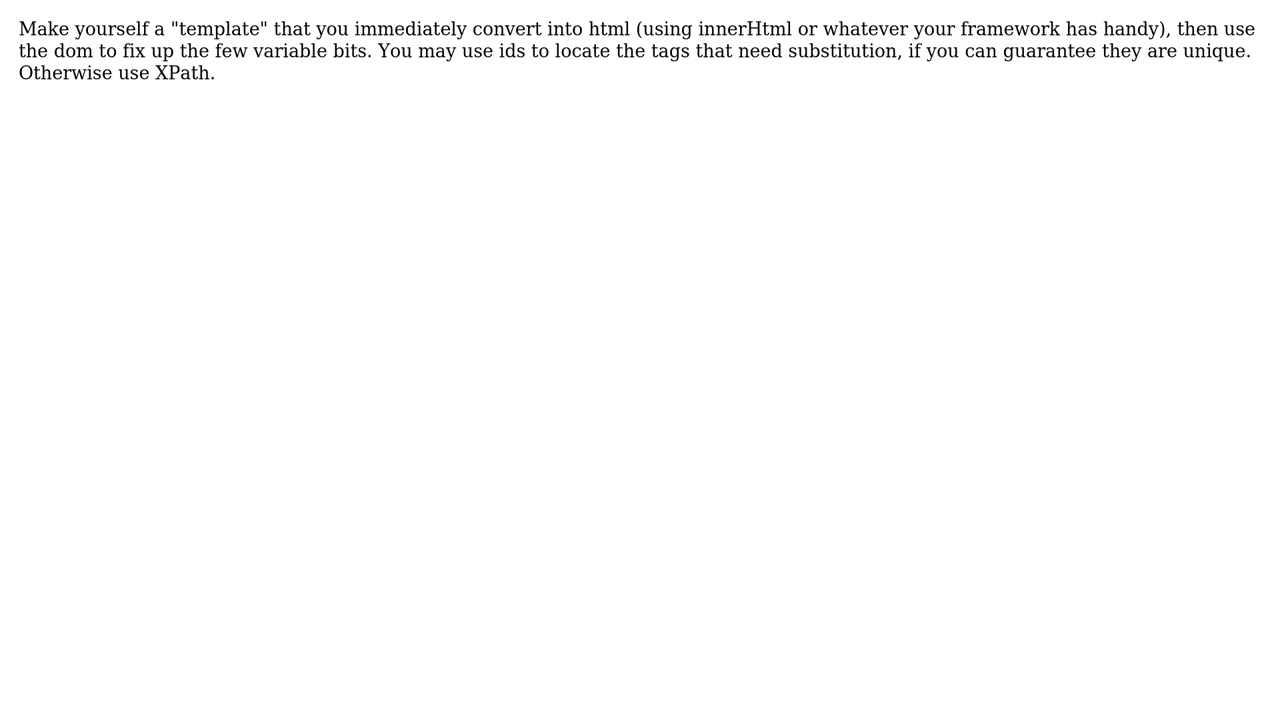 Make yourself a "template" that you immediately convert into html (using innerHtml or whatever your framework has handy), then use
the dom to fix up the few variable bits. You may use ids to locate the tags that need substitution, if you can guarantee they are unique.
Otherwise use XPath.